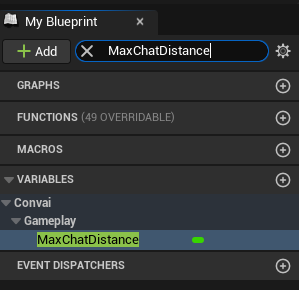 My Blueprint
Add
MaxChatDistance
GRAPHS
FUNCTIONS (49 OVERRIDABLE)
MACROS
VARIABLES
Convai
Gameplay
MaxChatDistance
EVENT DISPATCHERS